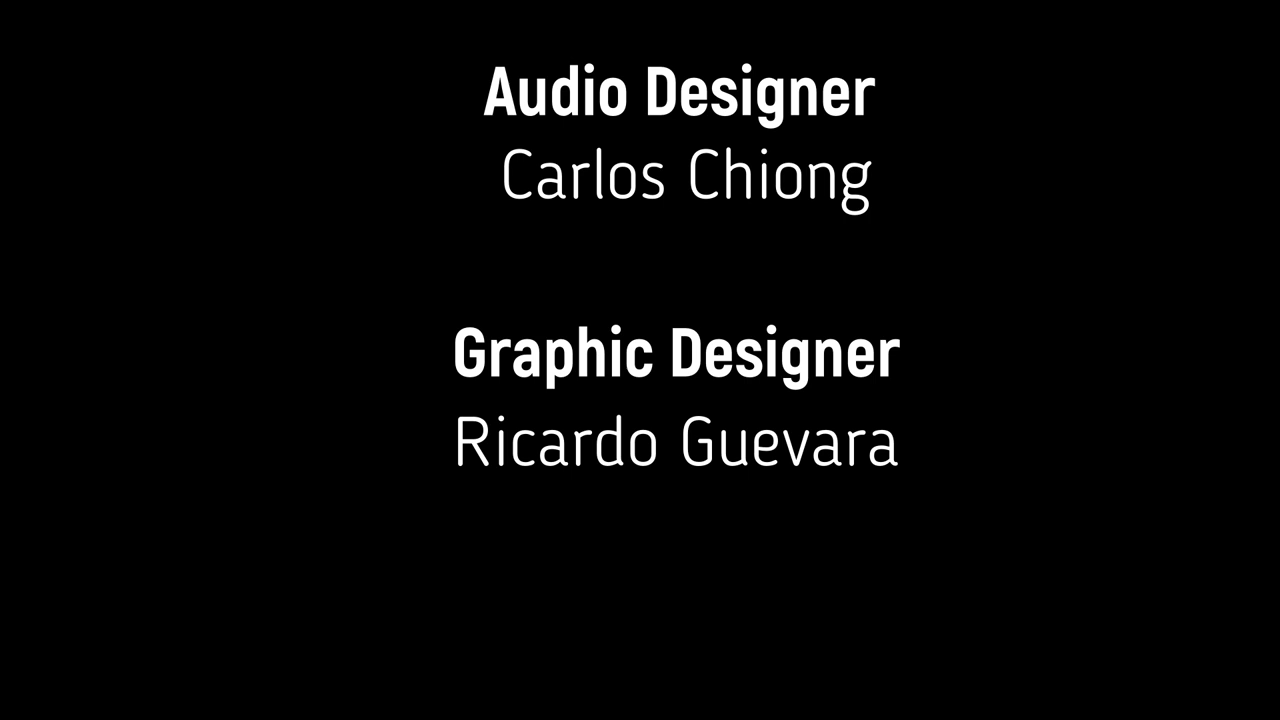 Audio Designer
Carlos Chiong
Graphic Designer
Ricardo Guevara